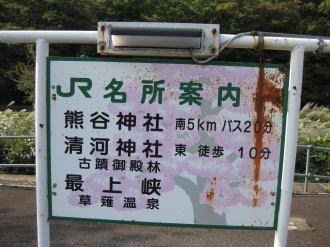 JR名所案内
熊谷神社 南5km バス20分
清河神社 東 徒歩 10分
古蹟御殿林
最上峡
草薙温泉